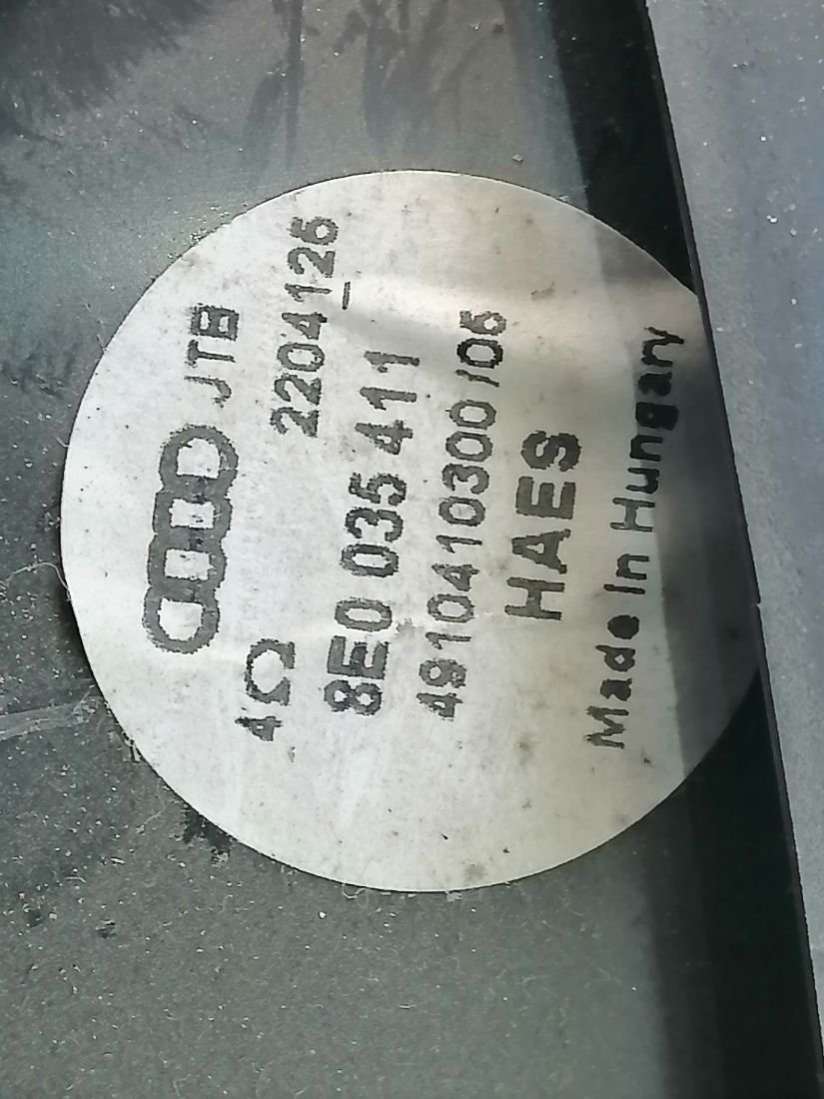 JTB
4Ω 2204126
8E0 035 411
4910410300/06
HAES
Made in Hungary